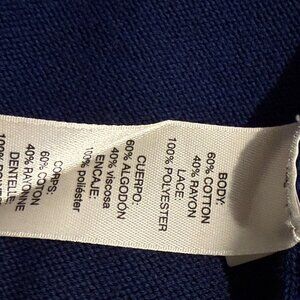 BODY:
60% COTTON
40% RAYON
LACE:
100% POLYESTER
CUERPO:
60% ALGODÓN
40% viscosa
ENCAJE:
100% poliéster
CORPS:
60% COTON
40% RAYONNE
DENTELLE: